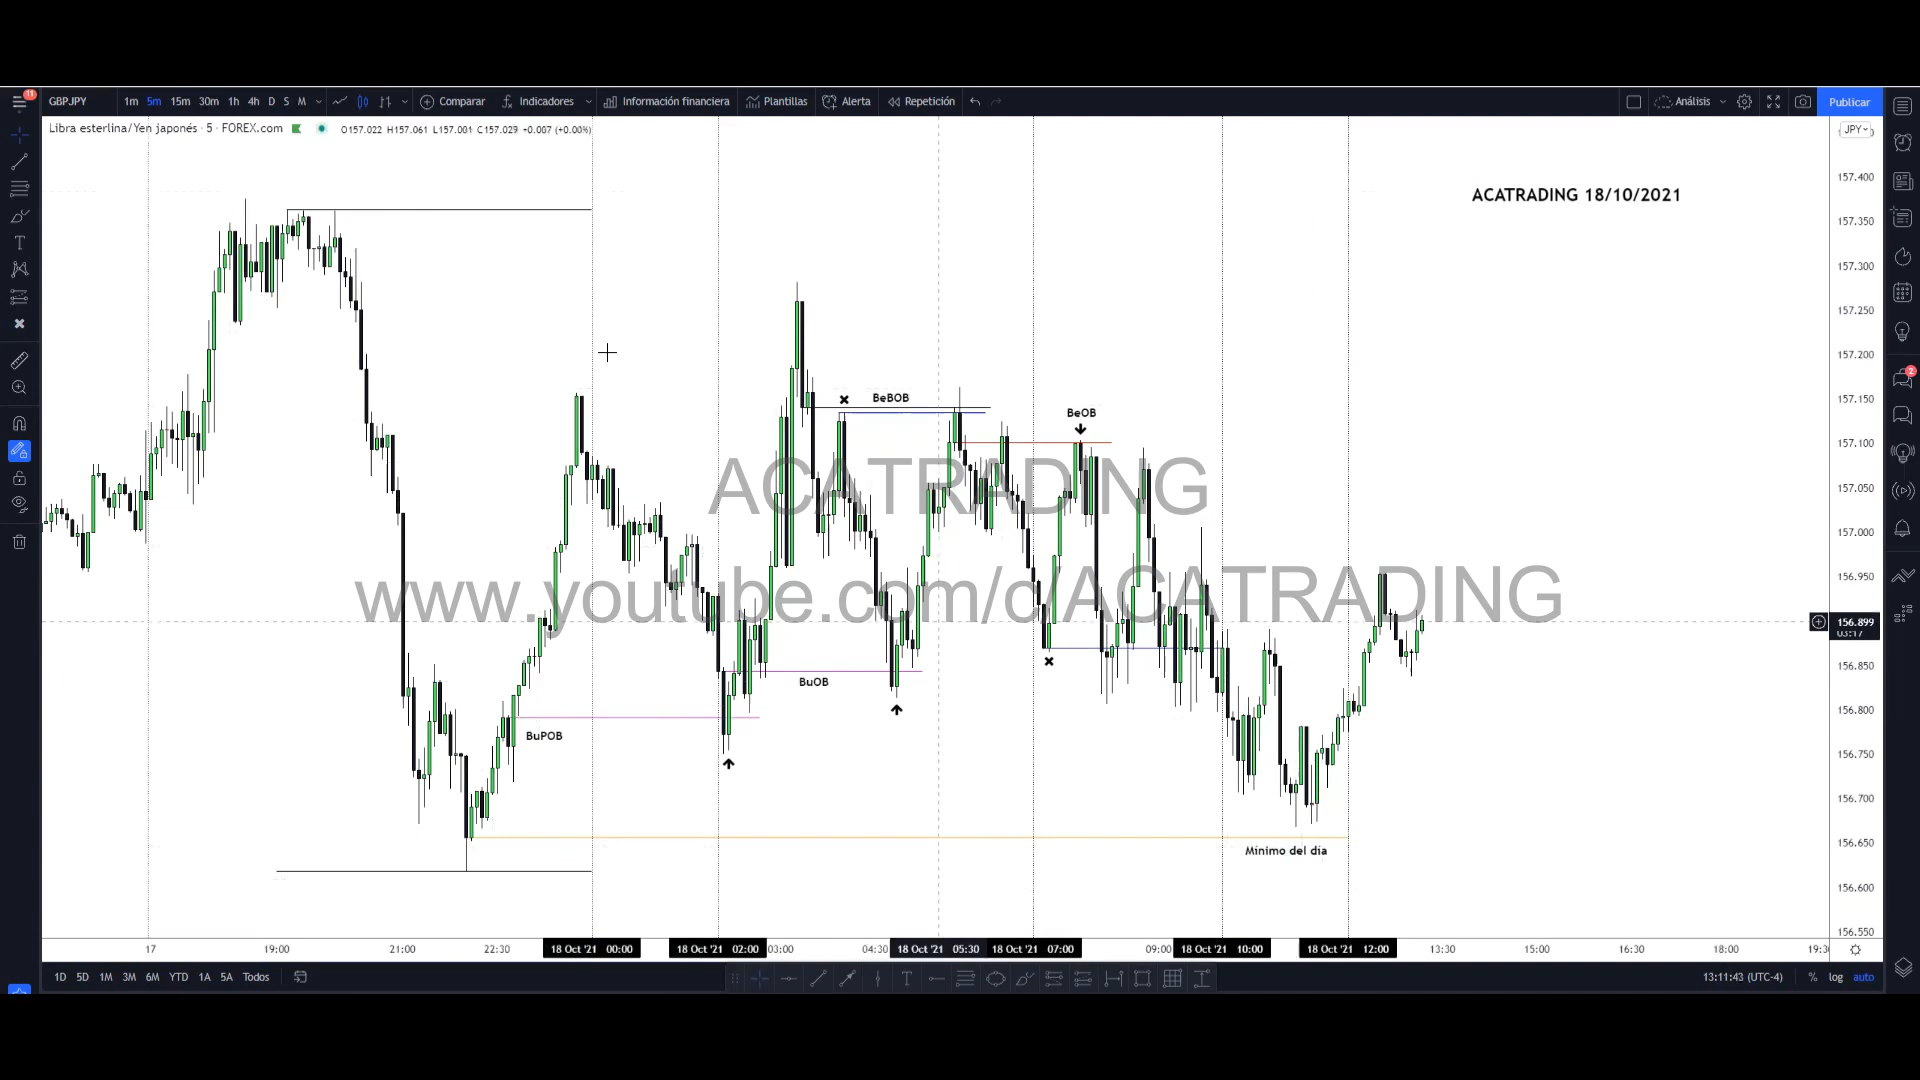 11
GBPJPY
1m 5m 15m 30m 1h 4h D S M
Comparar
Indicadores
Información financiera
Plantillas
Alerta
Repetición
Análisis
Publicar
Libra esterlina/Yen japonés · 5 · FOREX.com
O157.022 H157.061 L157.001 C157.029 +0.007 (+0.00%)
JPY
ACATRADING 18/10/2021
157.400
157.350
157.300
157.250
157.200
157.150
157.100
157.050
157.000
156.950
156.899
03:17
156.850
156.800
156.750
156.700
156.650
156.600
156.550
2
BeBOB
BeOB
ACATRADING
www.youtube.com/c/ACATRADING
BuOB
BuPOB
Mínimo del día
17 19:00 21:00 22:30 18 Oct '21 00:00 18 Oct '21 02:00 03:00 04:30 18 Oct '21 05:30 18 Oct '21 07:00 09:00 18 Oct '21 10:00 18 Oct '21 12:00 13:30 15:00 16:30 18:00 19:3
1D 5D 1M 3M 6M YTD 1A 5A Todos
13:11:43 (UTC-4) % log auto